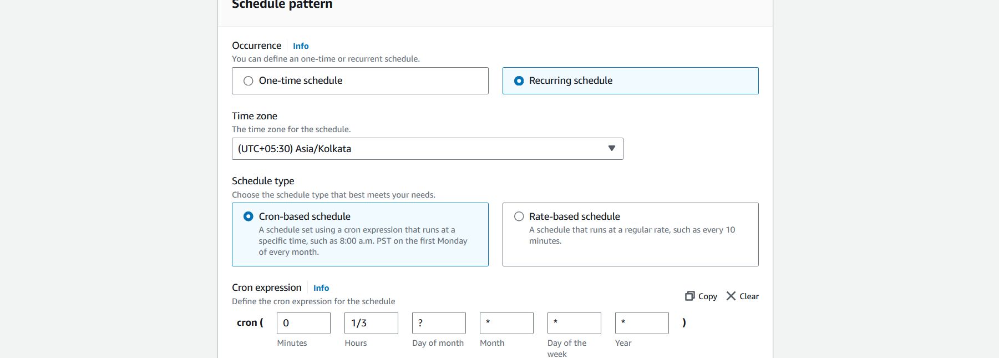 Schedule pattern
Occurrence Info
You can define an one-time or recurrent schedule.
One-time schedule Recurring schedule
Time zone
The time zone for the schedule.
(UTC+05:30) Asia/Kolkata
Schedule type
Choose the schedule type that best meets your needs.
Cron-based schedule
A schedule set using a cron expression that runs at a
specific time, such as 8:00 a.m. PST on the first Monday
of every month.
Rate-based schedule
A schedule that runs at a regular rate, such as every 10
minutes.
Cron expression Info
Define the cron expression for the schedule
Copy Clear
cron ( 0 1/3 ? * * * )
Minutes Hours Day of month Month Day of the week Year